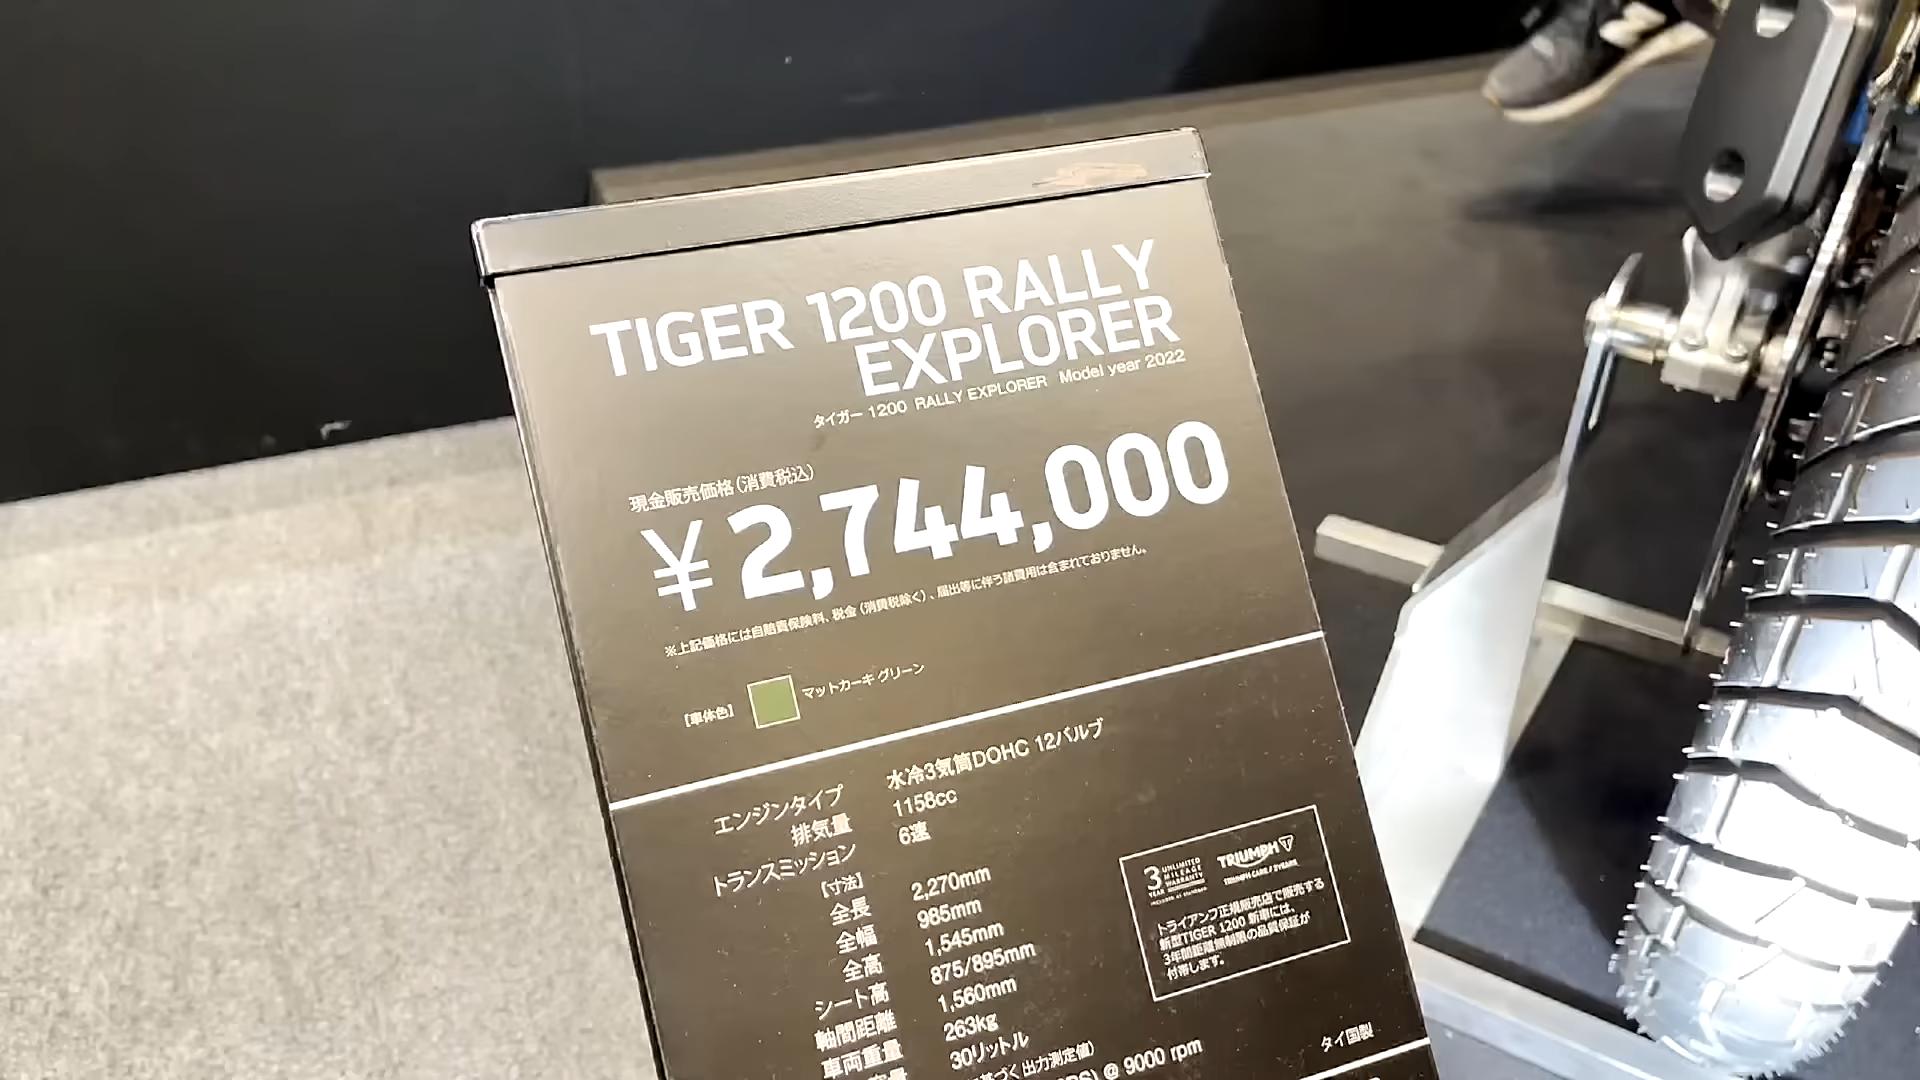 TIGER 1200 RALLY
EXPLORER
タイガー 1200 RALLY EXPLORER Model year 2022
現金販売価格(消費税込)
¥2,744,000
※上記価格には自賠責保険料、税金(消費税除く)、届出等に伴う諸費用は含まれておりません。
【車体色】 マットカーキ グリーン
エンジンタイプ 水冷3気筒DOHC 12バルブ
排気量 1158cc
トランスミッション 6速
【寸法】
全長 2,270mm
全幅 985mm
全高 1,545mm
シート高 875/895mm
軸間距離 1,560mm
車両重量 263kg
30リットル
基づく出力測定値)
@ 9000 rpm
3 YEAR UNLIMITED MILEAGE WARRANTY
TRIUMPH
トライアンフ正規販売店で販売する
新型TIGER 1200 新車には、
3年間距離無制限の品質保証が
付帯します。
タイ国製